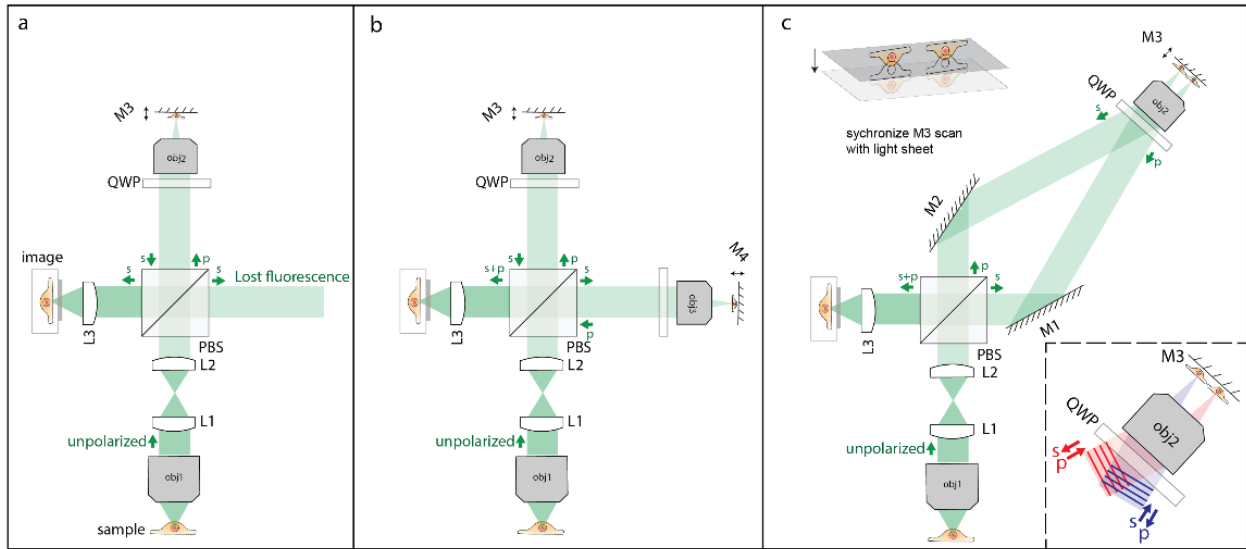 a
M3
obj2
QWP
image
s
p
s
s
Lost fluorescence
L3
PBS
L2
L1
unpolarized
obj1
sample
b
M3
obj2
QWP
s
p
s+p
s
M4
obj3
p
L3
PBS
L2
L1
unpolarized
obj1
c
M3
QWP
obj2
s
p
sychronize M3 scan
with light sheet
M2
p
s+p
s
M1
L3
PBS
L2
L1
unpolarized
obj1
M3
QWP
obj2
s
p
s
p